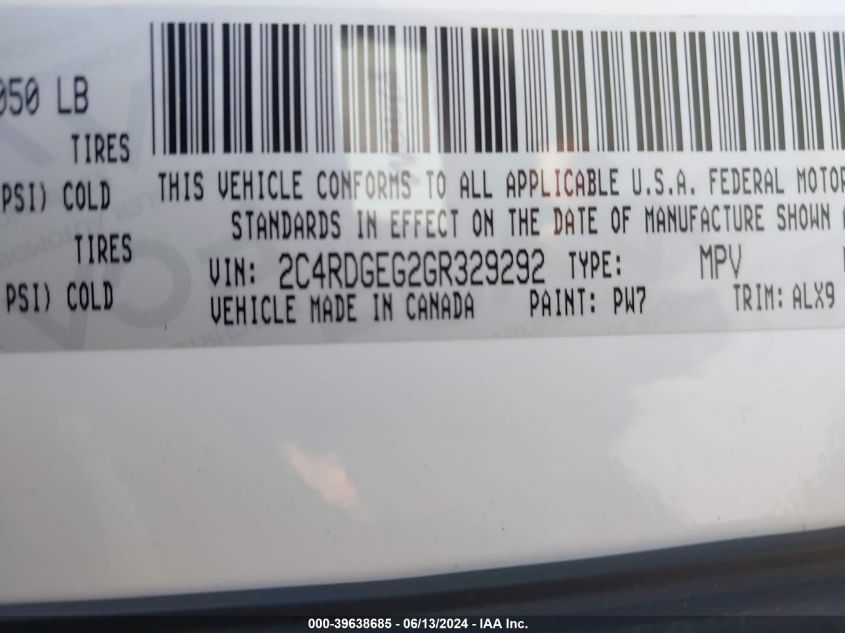 050 LB
TIRES
PSI) COLD
THIS VEHICLE CONFORMS TO ALL APPLICABLE U.S.A. FEDERAL MOTOR
STANDARDS IN EFFECT ON THE DATE OF MANUFACTURE SHOWN
TIRES
VIN: 2C4RDGEG2GR329292 TYPE: MPV
PSI) COLD
VEHICLE MADE IN CANADA PAINT: PW7 TRIM: ALX9
000-39638685 - 06/13/2024 - IAA Inc.